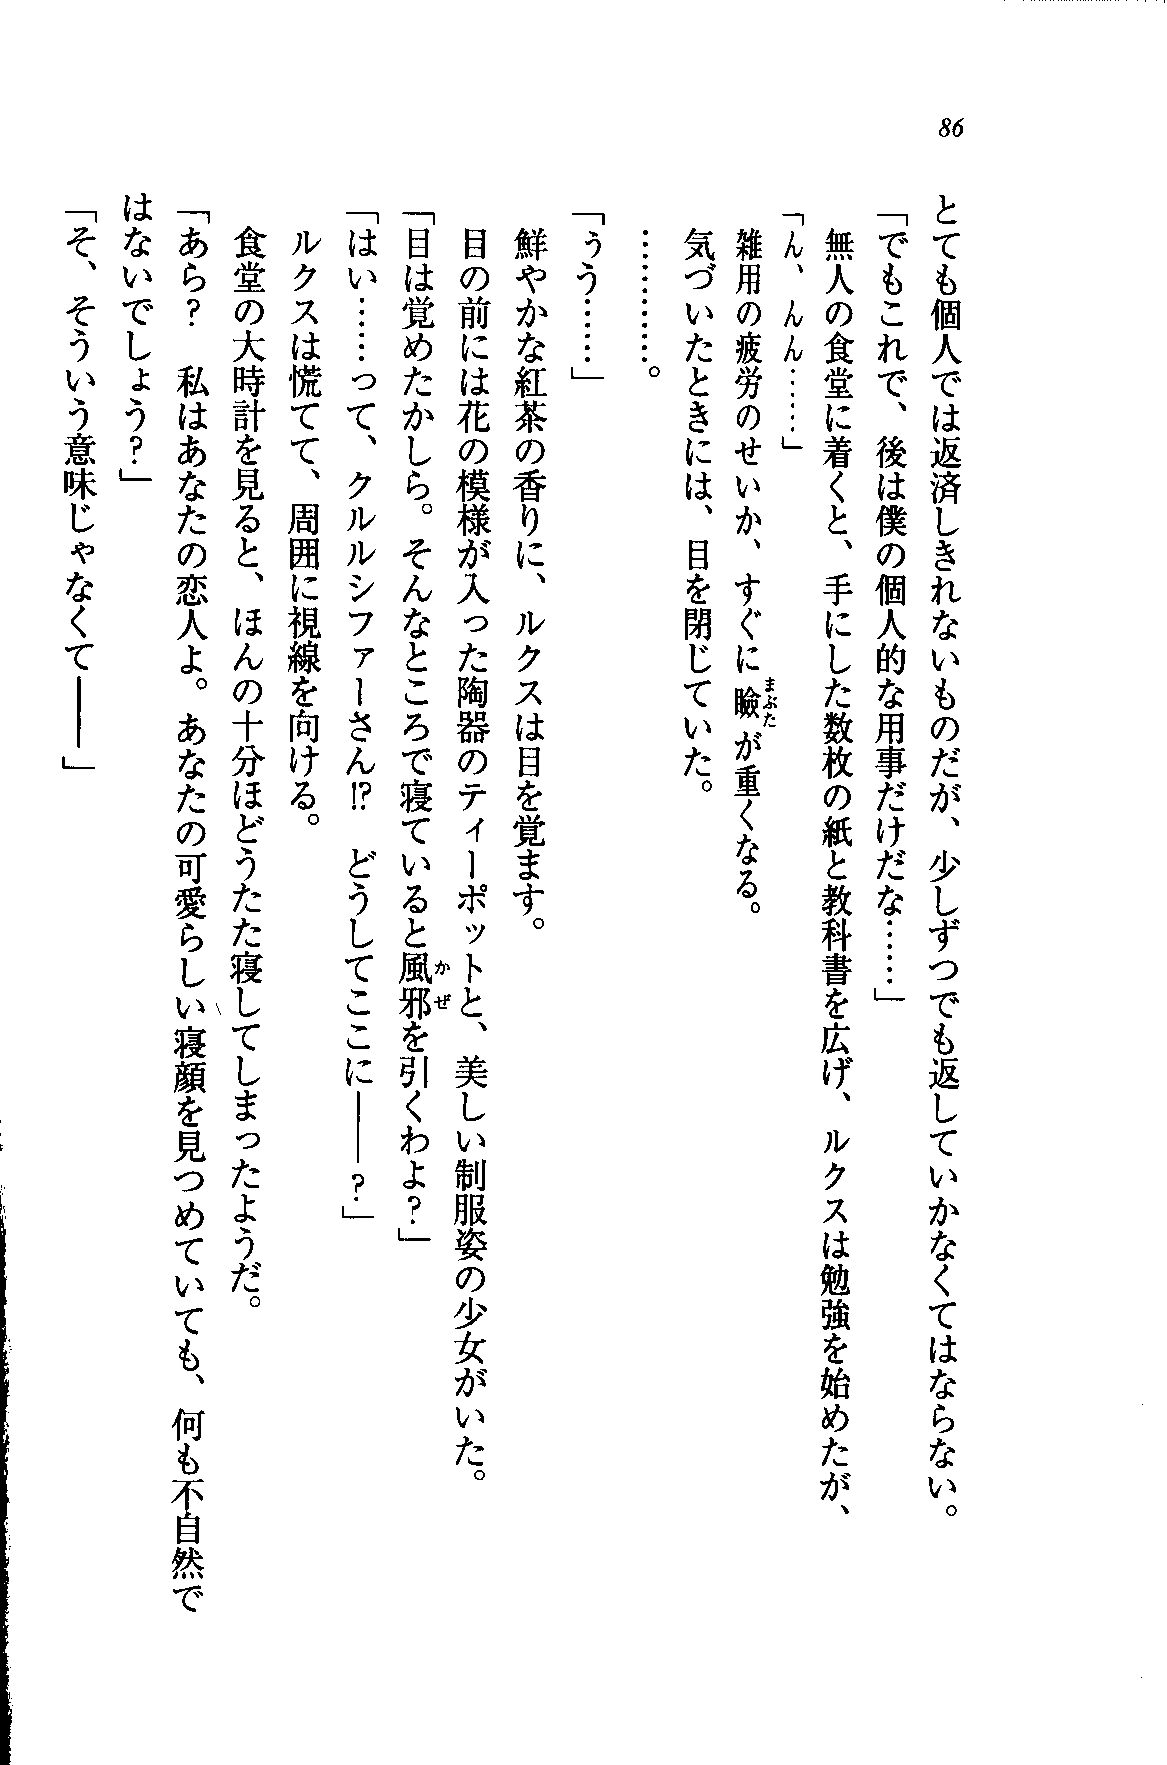 86
とても個人では返済しきれないものだが、少しずつでも返していかなくてはならない。
「でもこれで、後は僕の個人的な用事だけだな……」
無人の食堂に着くと、手にした数枚の紙と教科書を広げ、ルクスは勉強を始めたが、
「ん、んん……」
雑用の疲労のせいか、すぐに瞼が重くなる。
まぶた
気づいたときには、目を閉じていた。
…………。
「ぅう……」
鮮やかな紅茶の香りに、ルクスは目を覚ます。
目の前には花の模様が入った陶器のティーポットと、美しい制服姿の少女がいた。
「目は覚めたかしら。そんなところで寝ていると風邪を引くわよ？」
かぜ
「はい……って、クルルシファーさん!?　どうしてここに――？」
ルクスは慌てて、周囲に視線を向ける。
食堂の大時計を見ると、ほんの十分ほどうたた寝してしまったようだ。
「あら？　私はあなたの恋人よ。あなたの可愛らしい寝顔を見つめていても、何も不自然で
はないでしょう？」
「そ、そういう意味じゃなくて――」